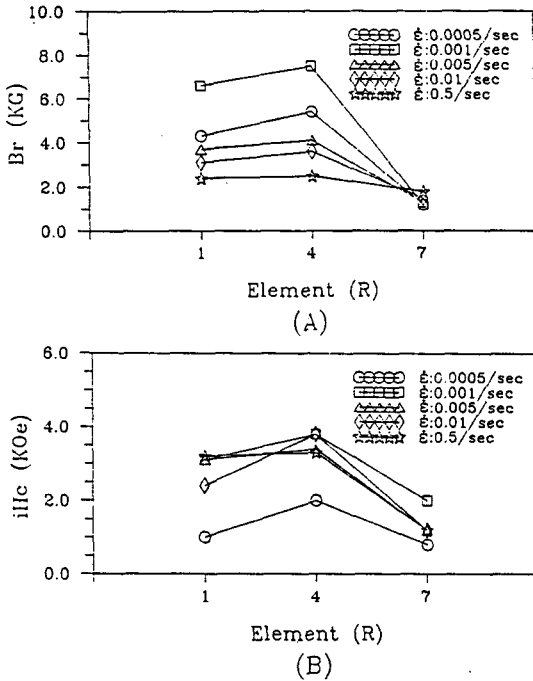 10.0
8.0
6.0
4.0
2.0
0.0
Br (KG)
ε̇:0.0005/sec
ε̇:0.001/sec
ε̇:0.005/sec
ε̇:0.01/sec
ε̇:0.5/sec
1 4 7
Element (R)
(A)
6.0
4.0
2.0
0.0
iHc (KOe)
ε̇:0.0005/sec
ε̇:0.001/sec
ε̇:0.005/sec
ε̇:0.01/sec
ε̇:0.5/sec
1 4 7
Element (R)
(B)